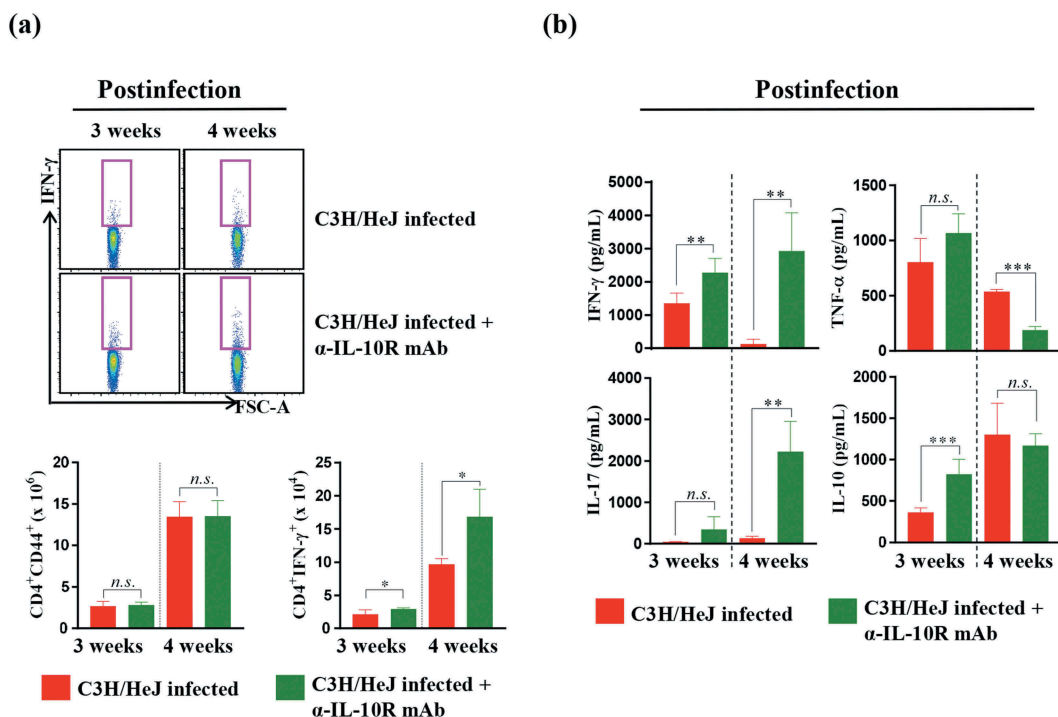 (a)
Postinfection
3 weeks 4 weeks
IFN-γ
C3H/HeJ infected
C3H/HeJ infected +
α-IL-10R mAb
FSC-A
CD4⁺CD44⁺ (x 10⁶)
20
15
10
5
0
n.s.
n.s.
3 weeks 4 weeks
CD4⁺IFN-γ⁺ (x 10⁴)
25
20
15
10
5
0
*
*
3 weeks 4 weeks
C3H/HeJ infected
C3H/HeJ infected +
α-IL-10R mAb
(b)
Postinfection
IFN-γ (pg/mL)
5000
4000
3000
2000
1000
0
**
**
TNF-α (pg/mL)
1500
1000
500
0
n.s.
***
IL-17 (pg/mL)
4000
3000
2000
1000
0
n.s.
**
3 weeks 4 weeks
IL-10 (pg/mL)
2000
1500
1000
500
0
***
n.s.
3 weeks 4 weeks
C3H/HeJ infected
C3H/HeJ infected +
α-IL-10R mAb